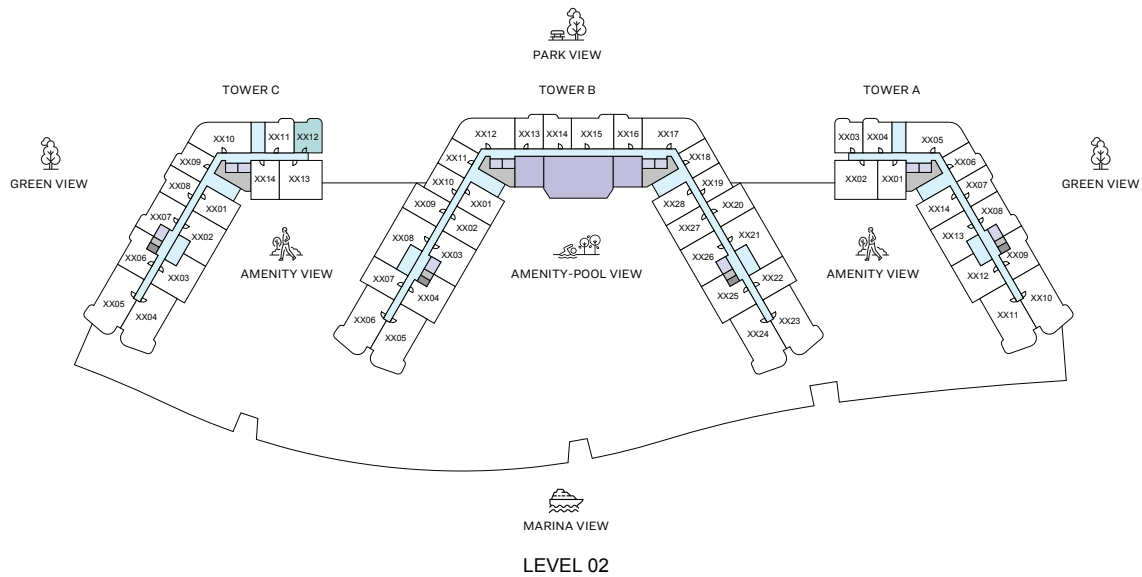 PARK VIEW
TOWER C
TOWER B
TOWER A
GREEN VIEW
GREEN VIEW
XX10
XX11
XX12
XX09
XX08
XX14
XX13
XX07
XX01
XX06
XX02
XX03
XX05
XX04
AMENITY VIEW
XX12
XX13
XX14
XX15
XX16
XX17
XX11
XX18
XX10
XX19
XX09
XX01
XX28
XX20
XX08
XX02
XX27
XX21
XX03
XX26
XX07
XX04
XX25
XX22
XX06
XX05
XX24
XX23
AMENITY-POOL VIEW
XX03
XX04
XX05
XX06
XX02
XX01
XX07
XX14
XX08
XX13
XX09
XX12
XX10
XX11
AMENITY VIEW
MARINA VIEW
LEVEL 02